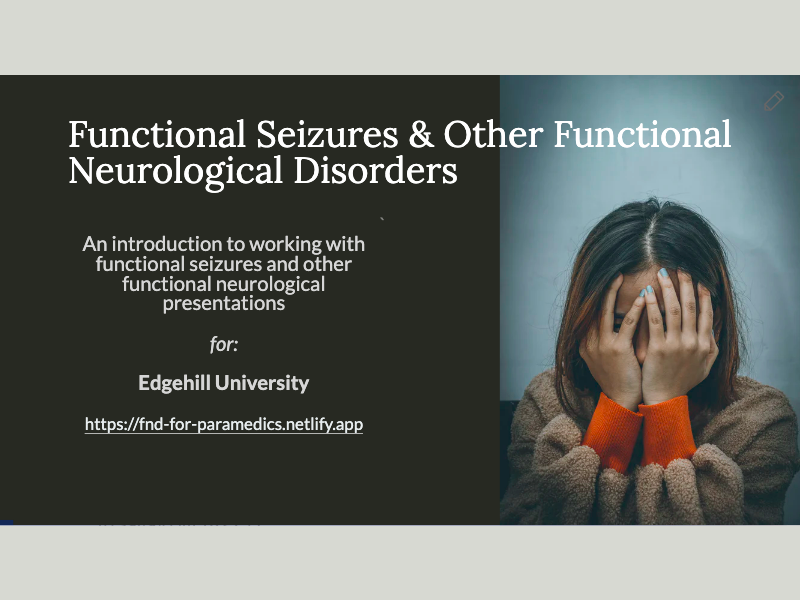 Functional Seizures & Other Functional
Neurological Disorders
An introduction to working with
functional seizures and other
functional neurological
presentations
for:
Edgehill University
https://fnd-for-paramedics.netlify.app